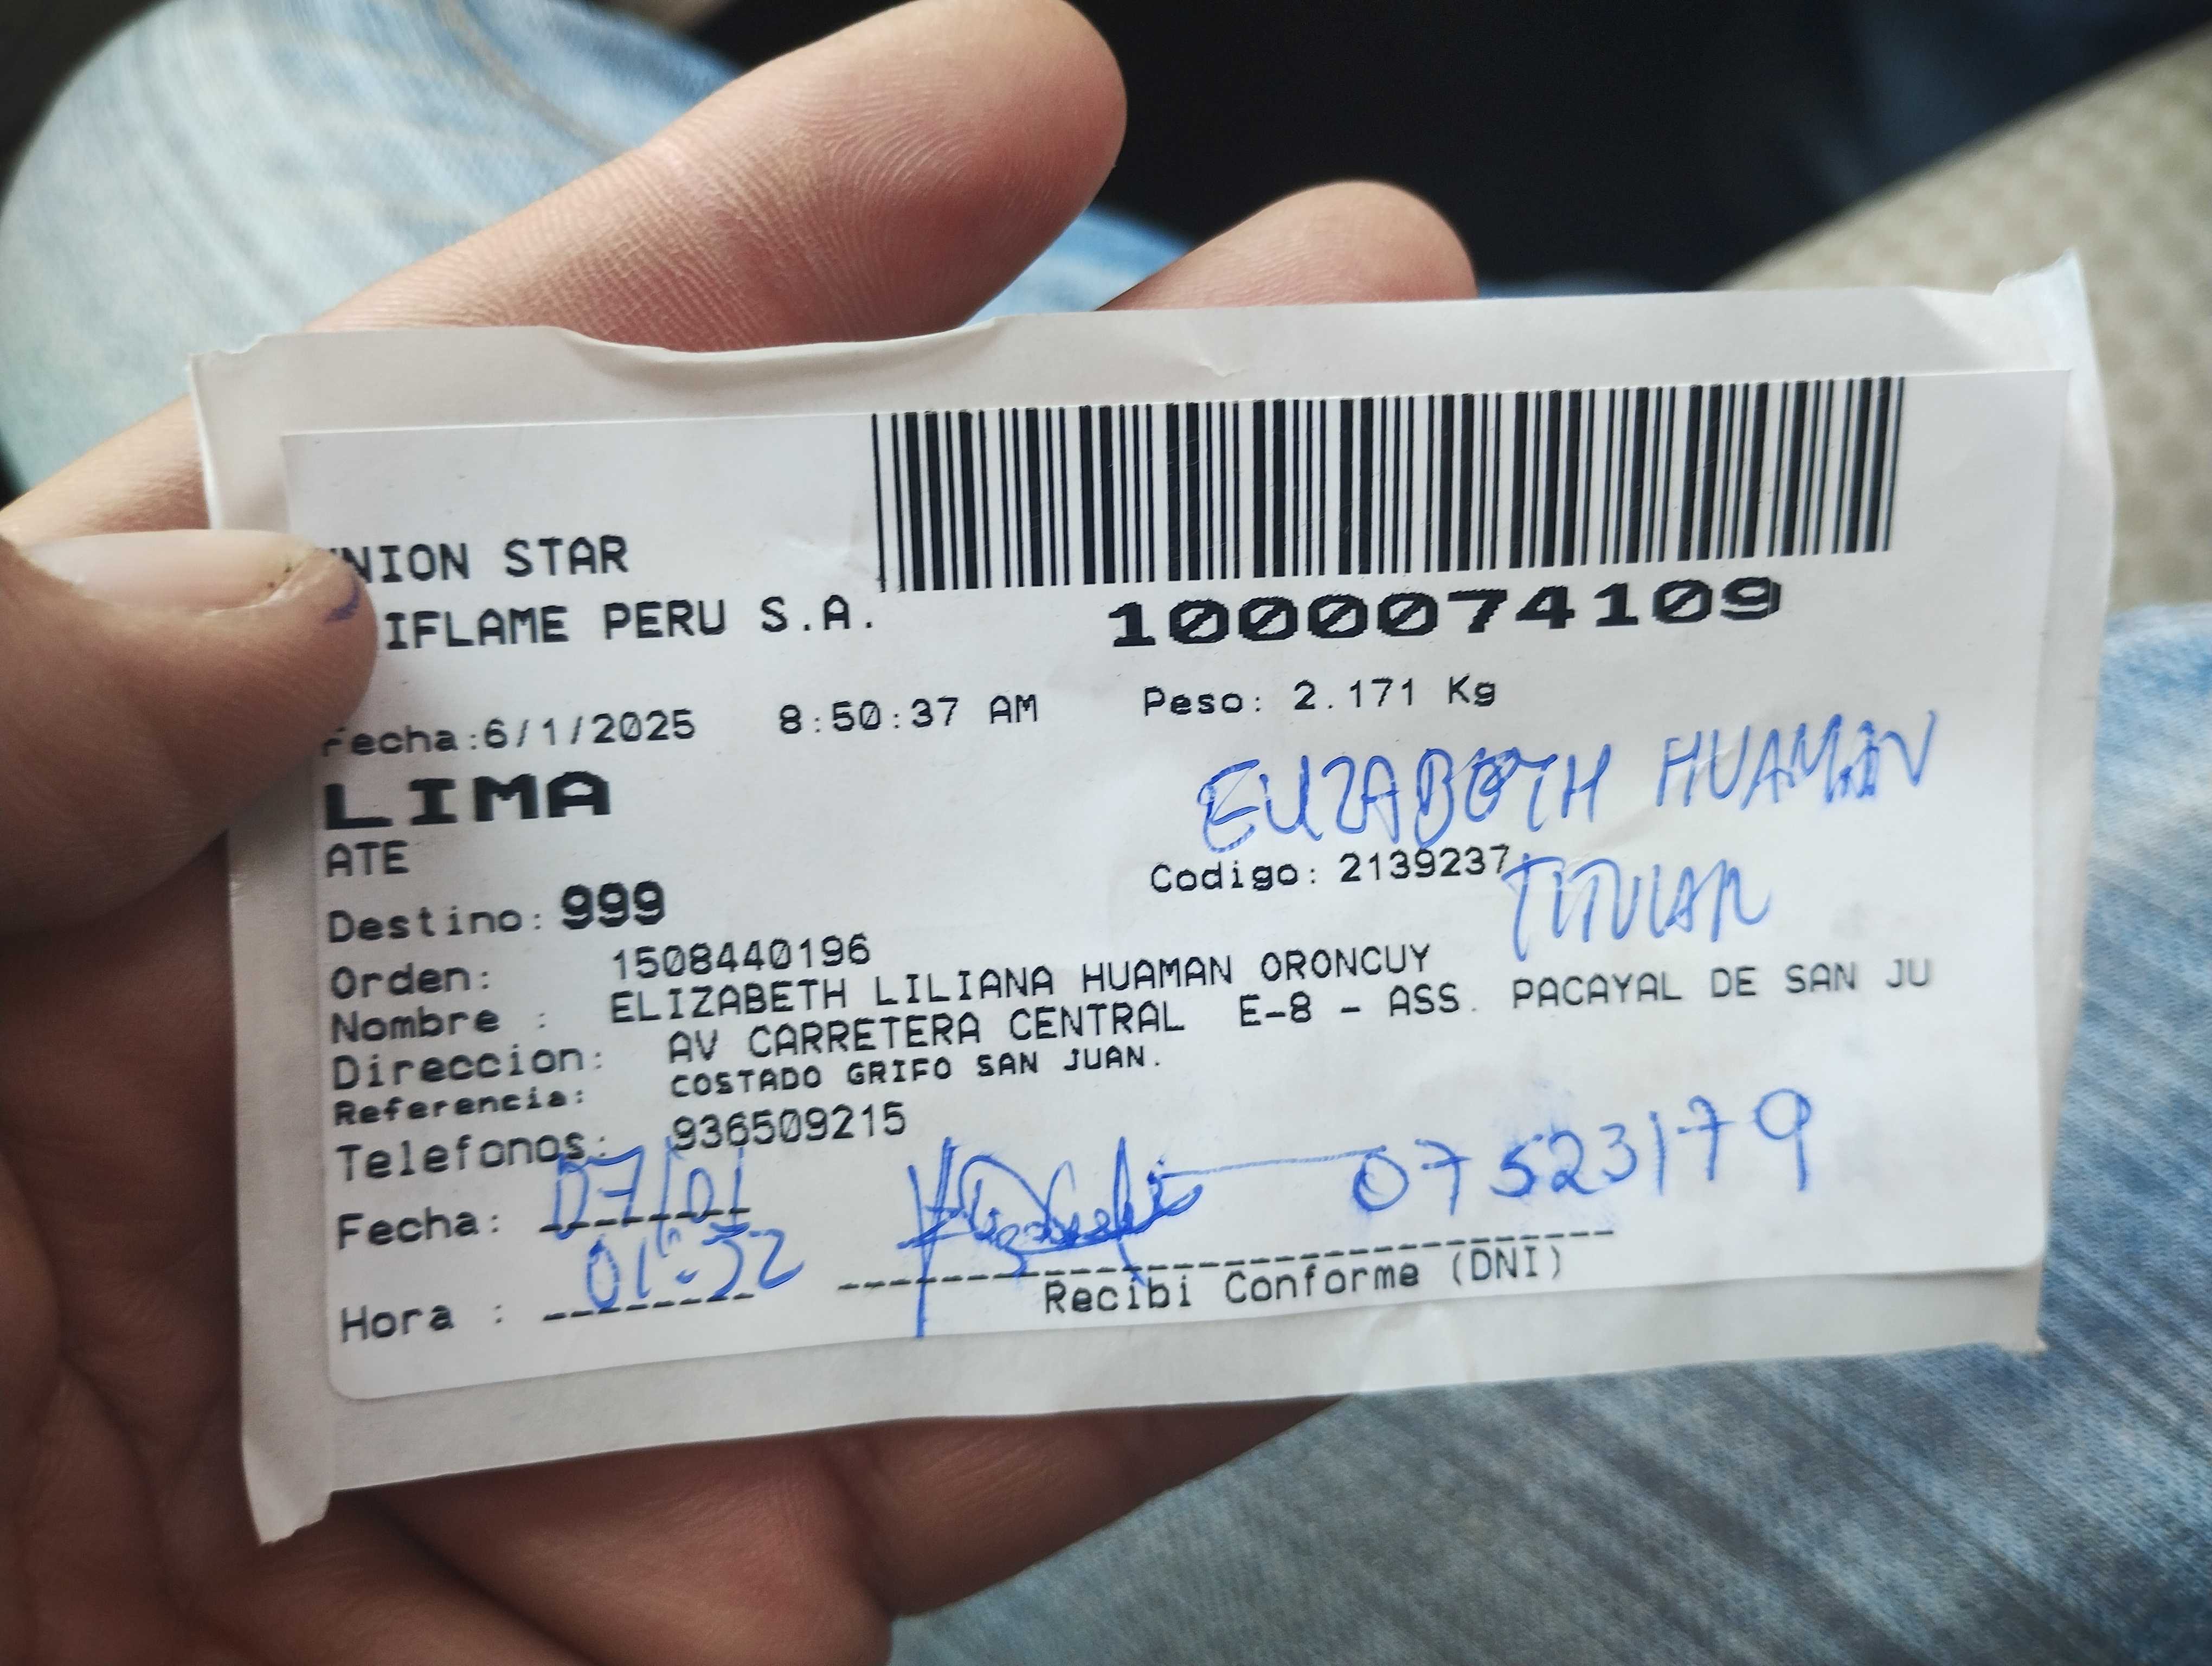 NION STAR
IFLAME PERU S.A.
1000074109
Fecha:6/1/2025 8:50:37 AM Peso: 2.171 Kg
LIMA
ELIZABETH HUAMAN
ATE
Codigo: 2139237
TITULAR
Destino: 999
Orden: 1508440196
Nombre : ELIZABETH LILIANA HUAMAN ORONCUY
Direccion: AV CARRETERA CENTRAL E-8 - ASS. PACAYAL DE SAN JU
Referencia: COSTADO GRIFO SAN JUAN.
Telefonos: 936509215
Fecha: 07/01
07523179
Hora : 01:32
Recibi Conforme (DNI)